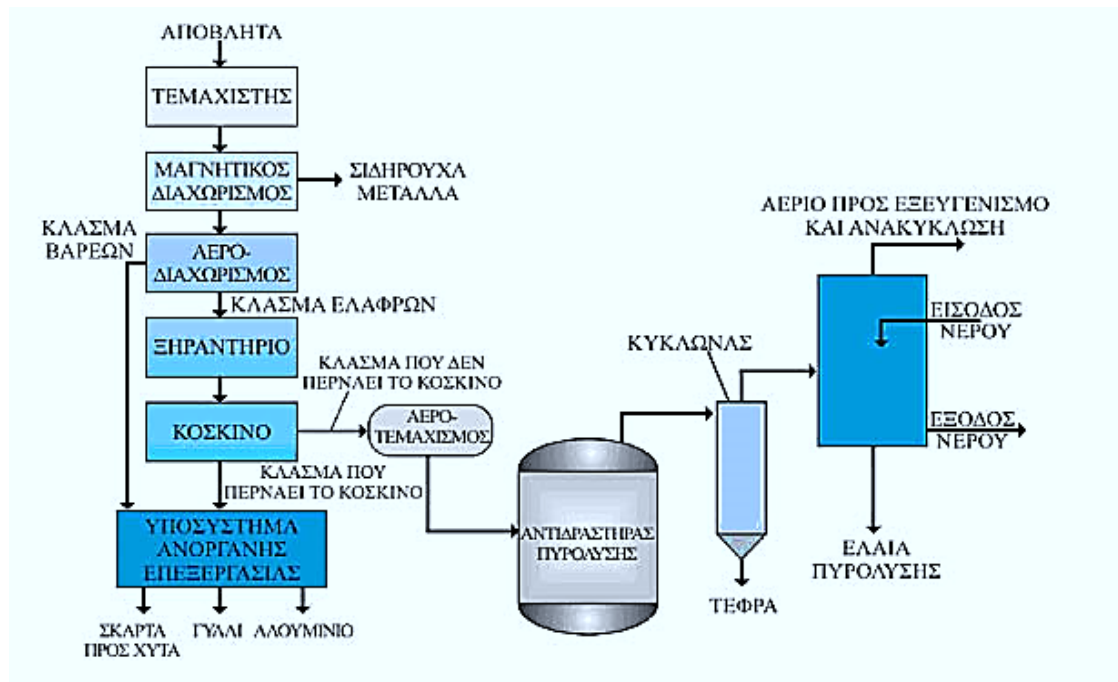 ΑΠΟΒΛΗΤΑ
ΤΕΜΑΧΙΣΤΗΣ
ΜΑΓΝΗΤΙΚΟΣ
ΔΙΑΧΩΡΙΣΜΟΣ
ΣΙΔΗΡΟΥΧΑ
ΜΕΤΑΛΛΑ
ΚΛΑΣΜΑ
ΒΑΡΕΩΝ
ΑΕΡΟ-
ΔΙΑΧΩΡΙΣΜΟΣ
ΚΛΑΣΜΑ ΕΛΑΦΡΩΝ
ΞΗΡΑΝΤΗΡΙΟ
ΚΛΑΣΜΑ ΠΟΥ ΔΕΝ
ΠΕΡΝΑΕΙ ΤΟ ΚΟΣΚΙΝΟ
ΚΟΣΚΙΝΟ
ΑΕΡΟ-
ΤΕΜΑΧΙΣΜΟΣ
ΚΛΑΣΜΑ ΠΟΥ
ΠΕΡΝΑΕΙ ΤΟ ΚΟΣΚΙΝΟ
ΥΠΟΣΥΣΤΗΜΑ
ΑΝΟΡΓΑΝΗΣ
ΕΠΕΞΕΡΓΑΣΙΑΣ
ΣΚΑΡΤΑ
ΠΡΟΣ ΧΥΤΑ
ΓΥΑΛΙ
ΑΛΟΥΜΙΝΙΟ
ΑΝΤΙΔΡΑΣΤΗΡΑΣ
ΠΥΡΟΛΥΣΗΣ
ΚΥΚΛΩΝΑΣ
ΤΕΦΡΑ
ΑΕΡΙΟ ΠΡΟΣ ΕΞΕΥΓΕΝΙΣΜΟ
ΚΑΙ ΑΝΑΚΥΚΛΩΣΗ
ΕΙΣΟΔΟΣ
ΝΕΡΟΥ
ΕΞΟΔΟΣ
ΝΕΡΟΥ
ΕΛΑΙΑ
ΠΥΡΟΛΥΣΗΣ